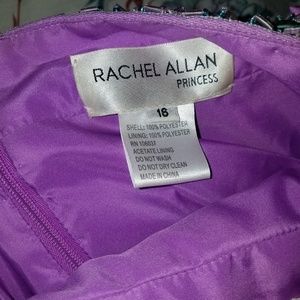 RACHEL ALLAN
PRINCESS
16
SHELL: 100% POLYESTER
LINING: 100% POLYESTER
RN
ACETATE LINING
DO NOT WASH
DO NOT DRY CLEAN
MADE IN CHINA